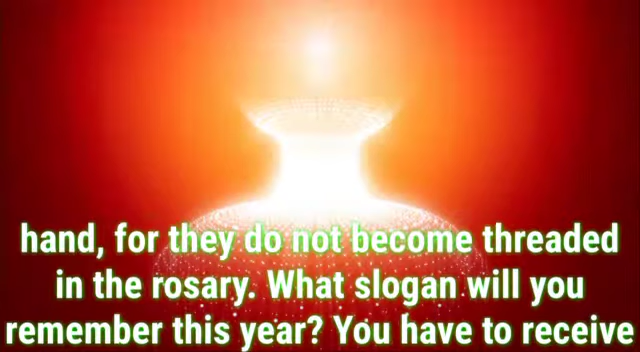 hand, for they do not become threaded
in the rosary. What slogan will you
remember this year? You have to receive